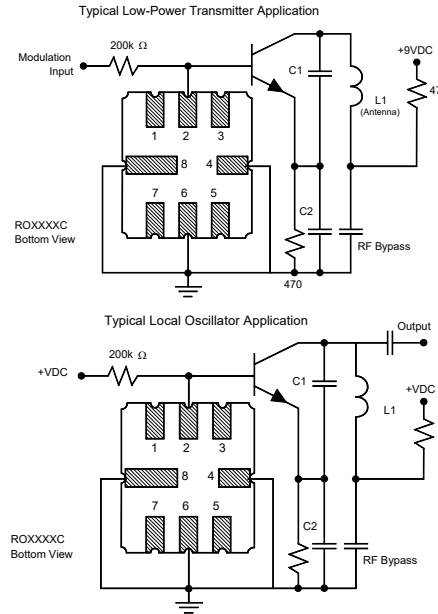 Typical Low-Power Transmitter Application
Modulation
Input
200k Ω
C1
+9VDC
47
L1
(Antenna)
1 2 3
8 4
7 6 5
ROXXXXC
Bottom View
C2
470
RF Bypass
Typical Local Oscillator Application
Output
200k Ω
+VDC
C1
+VDC
L1
1 2 3
8 4
7 6 5
ROXXXXC
Bottom View
C2
RF Bypass